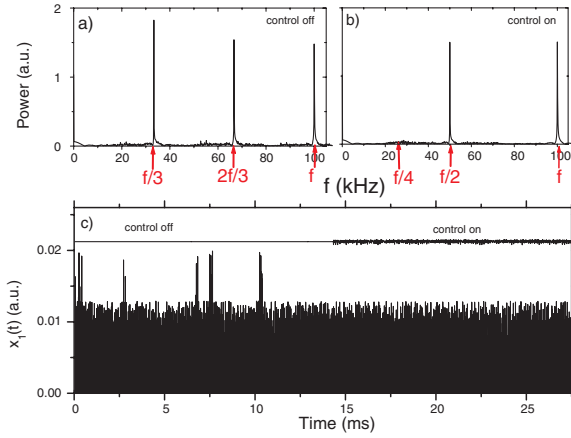 a) control off
b) control on
Power (a.u.)
2
1
0
0 20 40 60 80 100
0 20 40 60 80 100
f/3 2f/3 f
f/4 f/2 f
f (kHz)
c) control off control on
x1(t) (a.u.)
0.02
0.01
0.00
0 5 10 15 20 25
Time (ms)